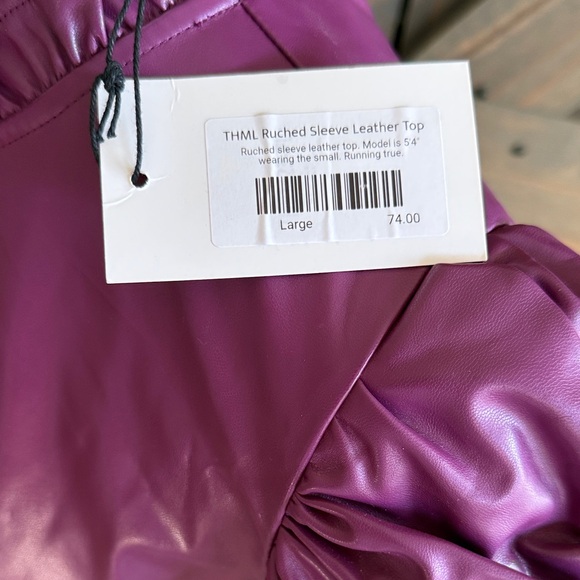 THML Ruched Sleeve Leather Top
Ruched sleeve leather top. Model is 5'4"
wearing the small. Running true.
Large 74.00